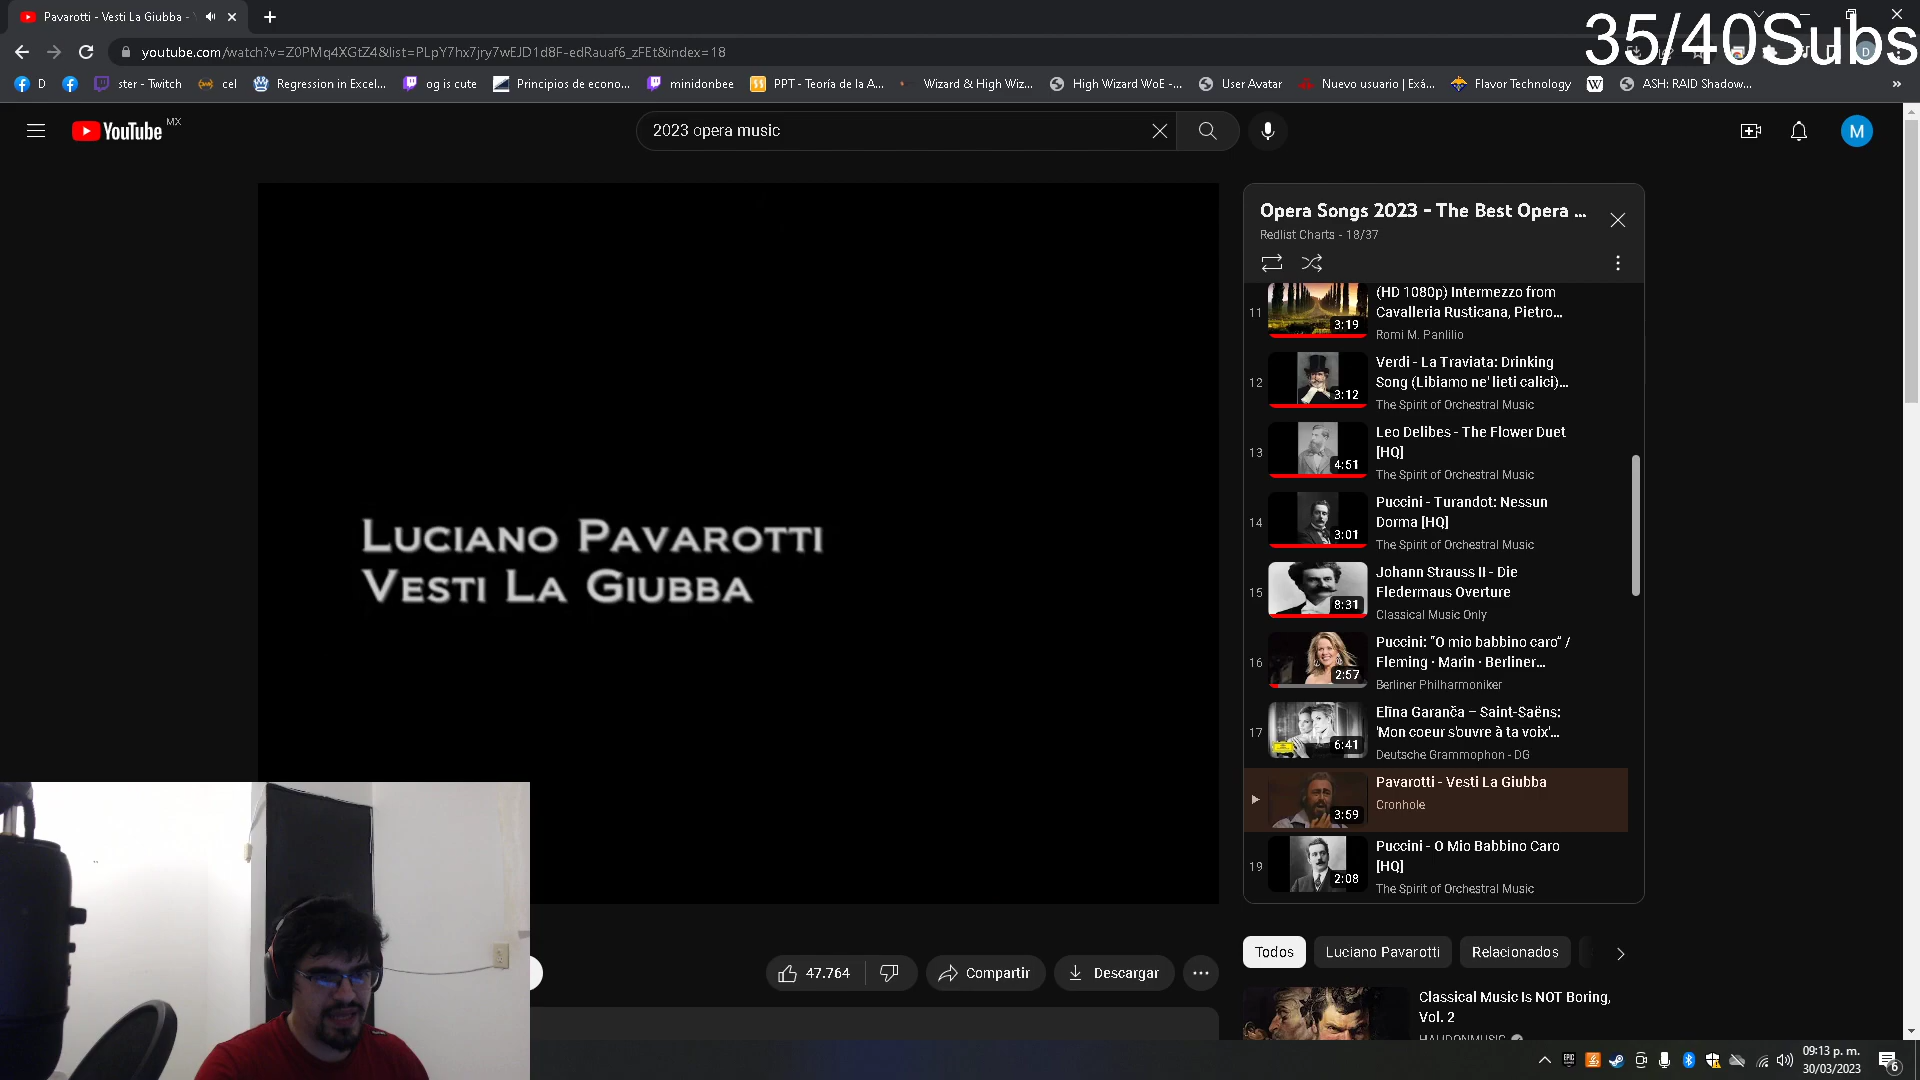 Pavarotti - Vesti La Giubba -
35/40Subs
youtube.com/watch?v=Z0PMq4XGtZ4&list=PLpY7hx7jry7wEJD1d8F-edRauaf6_zFEt&index=18
D
ster - Twitch
cel
Regression in Excel...
og is cute
Principios de econo...
minidonbee
PPT - Teoría de la A...
Wizard & High Wiz...
High Wizard WoE -...
User Avatar
Nuevo usuario | Exá...
Flavor Technology
W
ASH: RAID Shadow...
»
YouTube MX
2023 opera music
M
Opera Songs 2023 - The Best Opera ...
Redlist Charts - 18/37
11
3:19
(HD 1080p) Intermezzo from
Cavalleria Rusticana, Pietro...
Romi M. Panlilio
12
3:12
Verdi - La Traviata: Drinking
Song (Libiamo ne' lieti calici)...
The Spirit of Orchestral Music
13
4:51
Leo Delibes - The Flower Duet
[HQ]
The Spirit of Orchestral Music
14
3:01
Puccini - Turandot: Nessun
Dorma [HQ]
The Spirit of Orchestral Music
15
8:31
Johann Strauss II - Die
Fledermaus Overture
Classical Music Only
16
2:57
Puccini: "O mio babbino caro" /
Fleming · Marin · Berliner...
Berliner Philharmoniker
17
6:41
Elīna Garanča – Saint-Saëns:
'Mon coeur s'ouvre à ta voix'...
Deutsche Grammophon - DG
3:59
Pavarotti - Vesti La Giubba
Cronhole
19
2:08
Puccini - O Mio Babbino Caro
[HQ]
The Spirit of Orchestral Music
Luciano Pavarotti
Vesti La Giubba
47.764
Compartir
Descargar
Todos
Luciano Pavarotti
Relacionados
Classical Music Is NOT Boring,
Vol. 2
HALIDONMUSIC
09:13 p. m.
30/03/2023
6